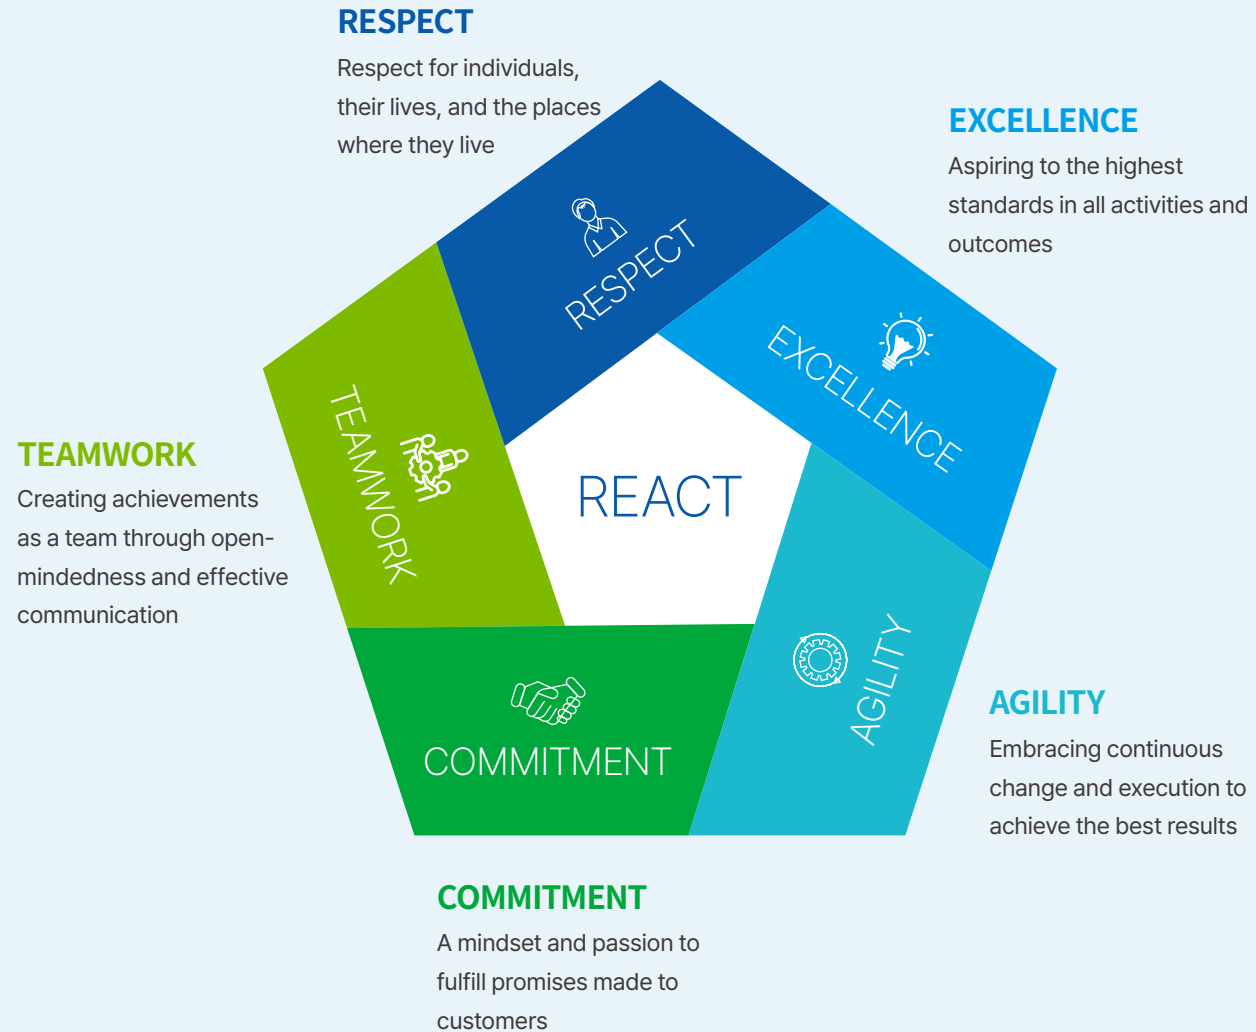 RESPECT
Respect for individuals,
their lives, and the places
where they live
EXCELLENCE
Aspiring to the highest
standards in all activities and
outcomes
RESPECT
EXCELLENCE
TEAMWORK
REACT
TEAMWORK
Creating achievements
as a team through open-
mindedness and effective
communication
AGILITY
COMMITMENT
AGILITY
Embracing continuous
change and execution to
achieve the best results
COMMITMENT
A mindset and passion to
fulfill promises made to
customers